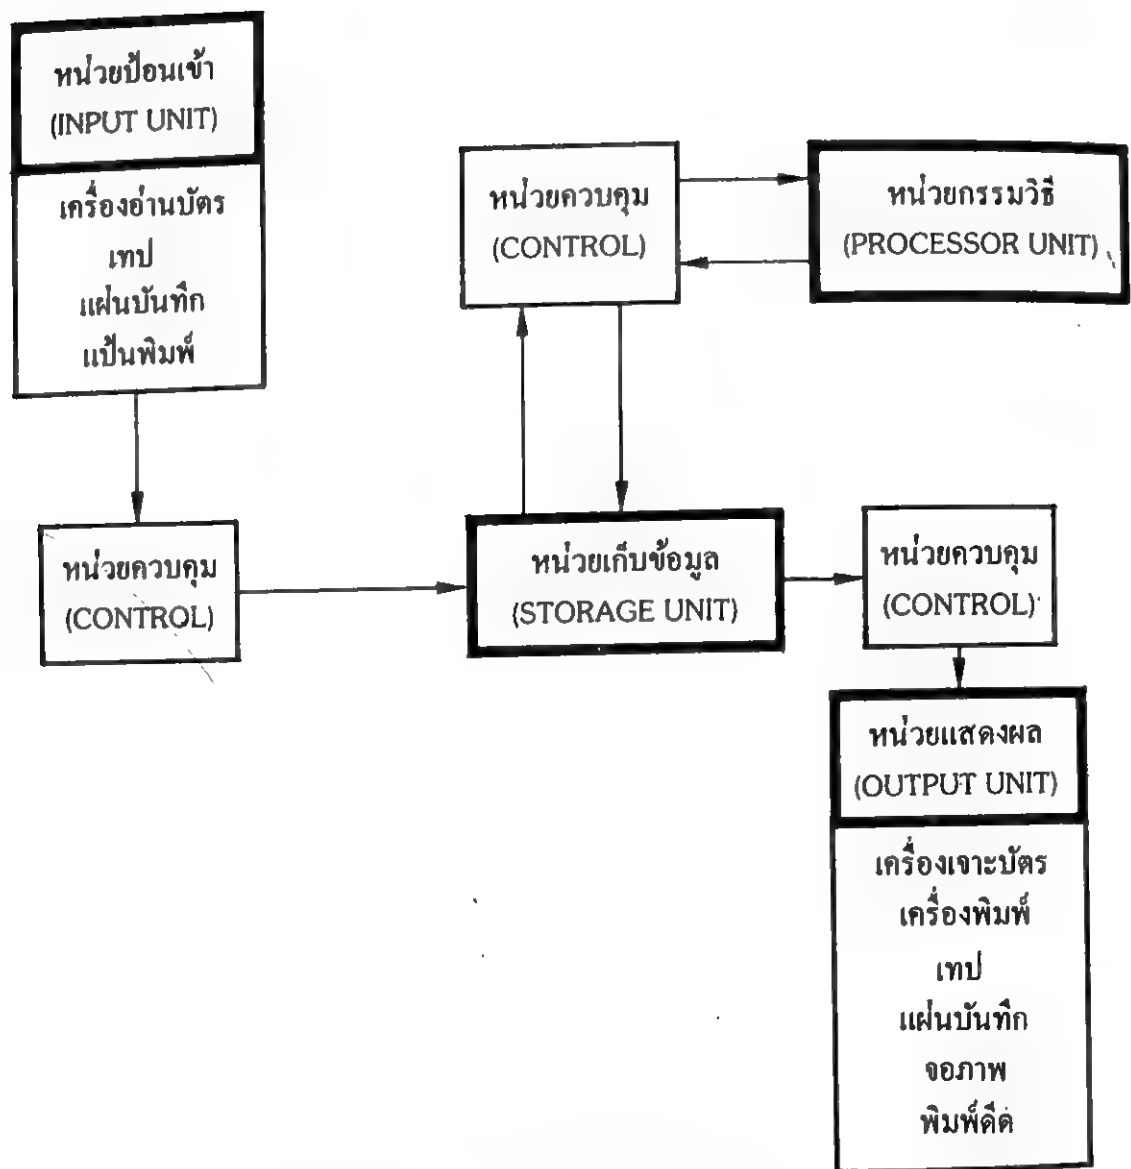 หน่วยป้อนเข้า
(INPUT UNIT)
เครื่องอ่านบัตร
เทป
แผ่นบันทึก
แป้นพิมพ์
หน่วยควบคุม
(CONTROL)
หน่วยกรรมวิธี
(PROCESSOR UNIT)
หน่วยควบคุม
(CONTROL)
หน่วยเก็บข้อมูล
(STORAGE UNIT)
หน่วยควบคุม
(CONTROL)
หน่วยแสดงผล
(OUTPUT UNIT)
เครื่องเจาะบัตร
เครื่องพิมพ์
เทป
แผ่นบันทึก
จอภาพ
พิมพ์ดีด